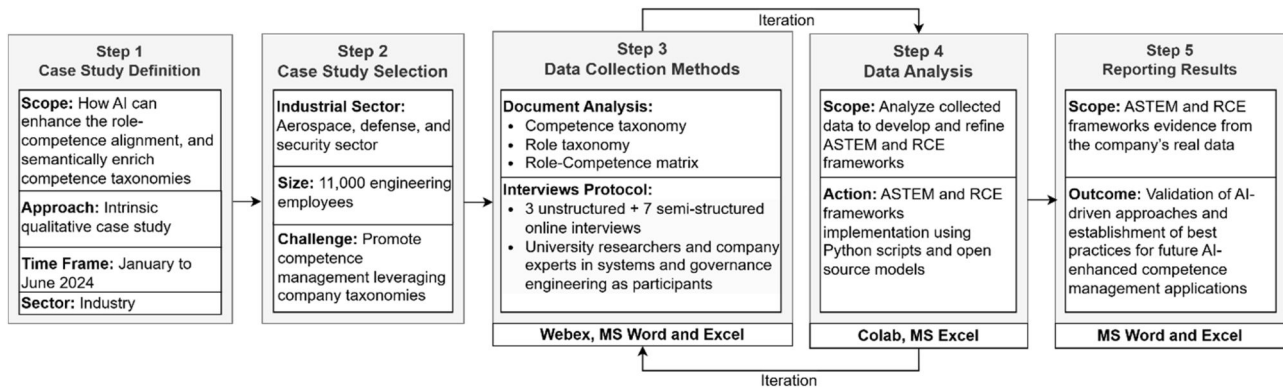 Iteration
Step 1
Case Study Definition
Scope: How AI can
enhance the role-
competence alignment, and
semantically enrich
competence taxonomies
Approach: Intrinsic
qualitative case study
Time Frame: January to
June 2024
Sector: Industry
Step 2
Case Study Selection
Industrial Sector:
Aerospace, defense, and
security sector
Size: 11,000 engineering
employees
Challenge: Promote
competence
management leveraging
company taxonomies
Step 3
Data Collection Methods
Document Analysis:
• Competence taxonomy
• Role taxonomy
• Role-Competence matrix
Interviews Protocol:
• 3 unstructured + 7 semi-structured
online interviews
• University researchers and company
experts in systems and governance
engineering as participants
Webex, MS Word and Excel
Step 4
Data Analysis
Scope: Analyze collected
data to develop and refine
ASTEM and RCE
frameworks
Action: ASTEM and RCE
frameworks
implementation using
Python scripts and open
source models
Colab, MS Excel
Step 5
Reporting Results
Scope: ASTEM and RCE
frameworks evidence from
the company's real data
Outcome: Validation of AI-
driven approaches and
establishment of best
practices for future AI-
enhanced competence
management applications
MS Word and Excel
Iteration